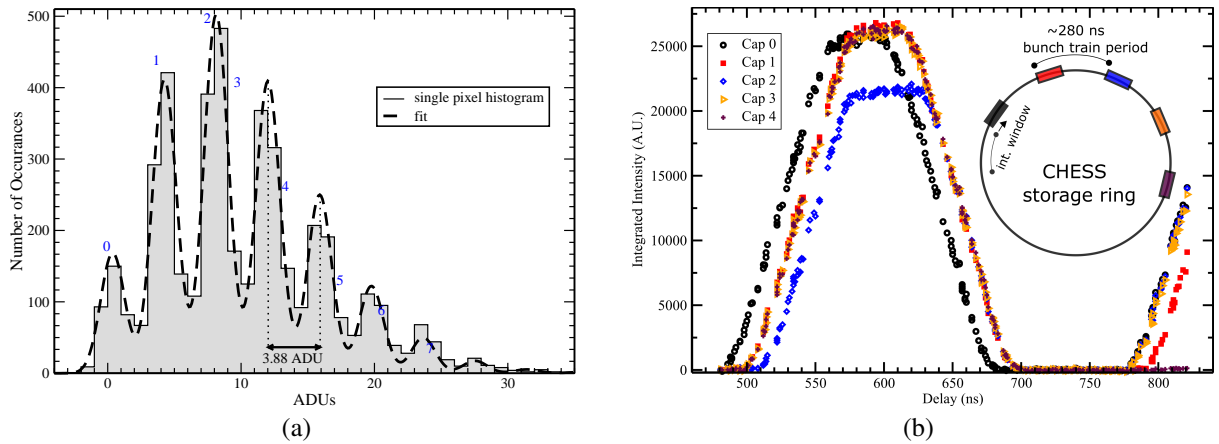 500
400
300
200
100
0
0
10
20
30
Number of Occurances
ADUs
0
1
2
3
4
5
6
7
single pixel histogram
fit
3.88 ADU
(a)
25000
20000
15000
10000
5000
0
500
550
600
650
700
750
800
Integrated Intensity (A.U.)
Delay (ns)
Cap 0
Cap 1
Cap 2
Cap 3
Cap 4
~280 ns
bunch train period
int. window
CHESS
storage ring
(b)